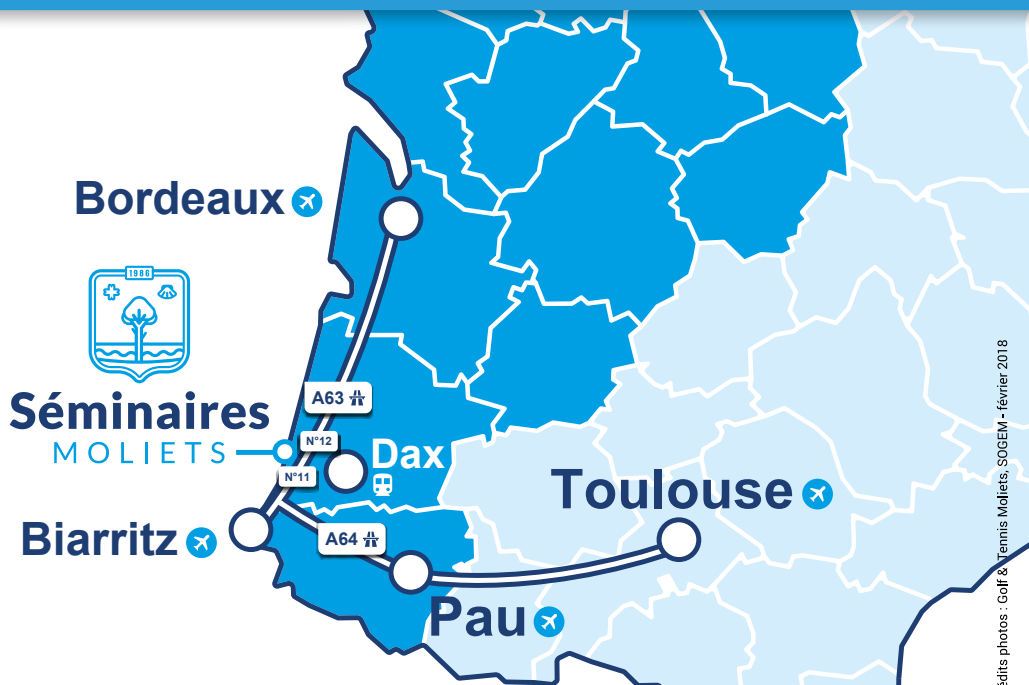 Bordeaux
1986
Séminaires
MOLIETS
A63
N°12
Dax
N°11
Toulouse
Biarritz
A64
Pau
édits photos : Golf & Tennis Moliets, SOGEM - février 2018